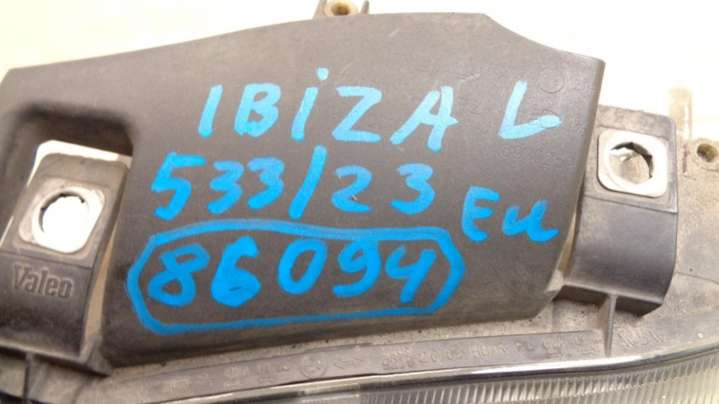 IBiZA L
533/23 Eu
86094
Valeo